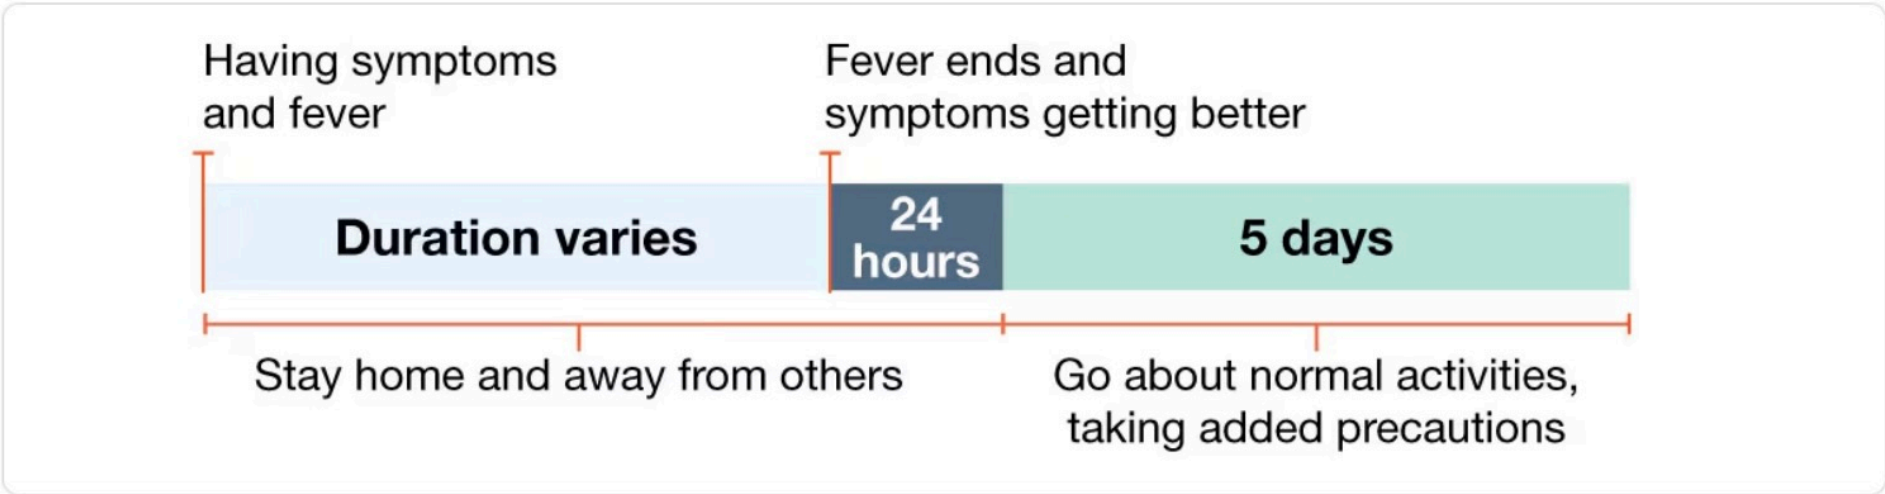 Having symptoms
and fever
Fever ends and
symptoms getting better
Duration varies
24
hours
5 days
Stay home and away from others
Go about normal activities,
taking added precautions